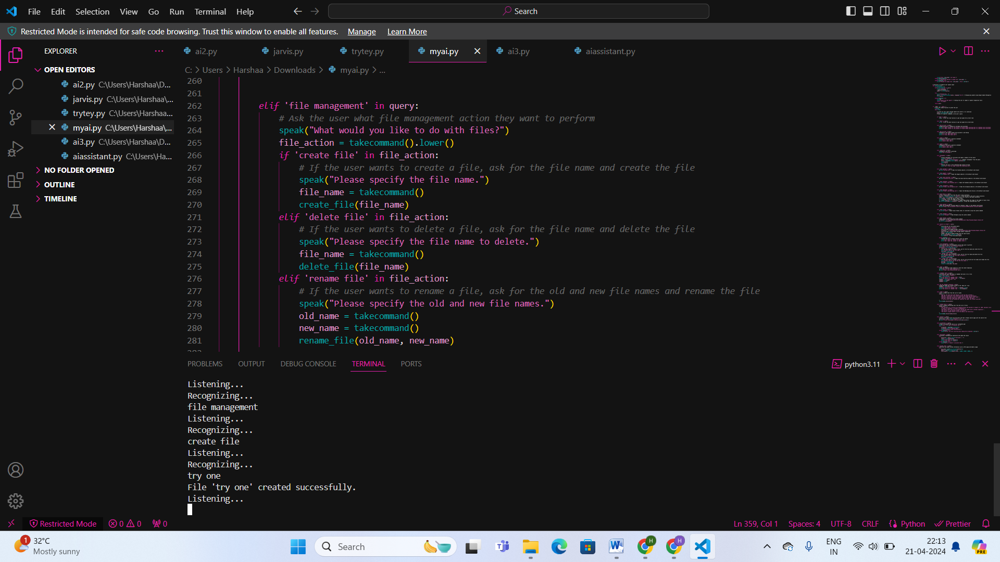 File Edit Selection View Go Run Terminal Help
Search
Restricted Mode is intended for safe code browsing. Trust this window to enable all features. Manage Learn More
EXPLORER
OPEN EDITORS
ai2.py C:\Users\Harshaa\D...
jarvis.py C:\Users\Harshaa\...
trytey.py C:\Users\Harshaa...
myai.py C:\Users\Harshaa\...
ai3.py C:\Users\Harshaa\D...
aiassistant.py C:\Users\Ha...
NO FOLDER OPENED
OUTLINE
TIMELINE
ai2.py jarvis.py trytey.py myai.py ai3.py aiassistant.py
C: > Users > Harshaa > Downloads > myai.py > ...
260
261
262 elif 'file management' in query:
263 # Ask the user what file management action they want to perform
264 speak("What would you like to do with files?")
265 file_action = takecommand().lower()
266 if 'create file' in file_action:
267 # If the user wants to create a file, ask for the file name and create the file
268 speak("Please specify the file name.")
269 file_name = takecommand()
270 create_file(file_name)
271 elif 'delete file' in file_action:
272 # If the user wants to delete a file, ask for the file name and delete the file
273 speak("Please specify the file name to delete.")
274 file_name = takecommand()
275 delete_file(file_name)
276 elif 'rename file' in file_action:
277 # If the user wants to rename a file, ask for the old and new file names and rename the file
278 speak("Please specify the old and new file names.")
279 old_name = takecommand()
280 new_name = takecommand()
281 rename_file(old_name, new_name)
PROBLEMS OUTPUT DEBUG CONSOLE TERMINAL PORTS
python3.11
Listening...
Recognizing...
file management
Listening...
Recognizing...
create file
Listening...
Recognizing...
try one
File 'try one' created successfully.
Listening...
Restricted Mode 0 0 0
Ln 359, Col 1 Spaces: 4 UTF-8 CRLF Python Prettier
1
32°C
Mostly sunny
Search
H
H
ENG
IN
22:13
21-04-2024
PRE